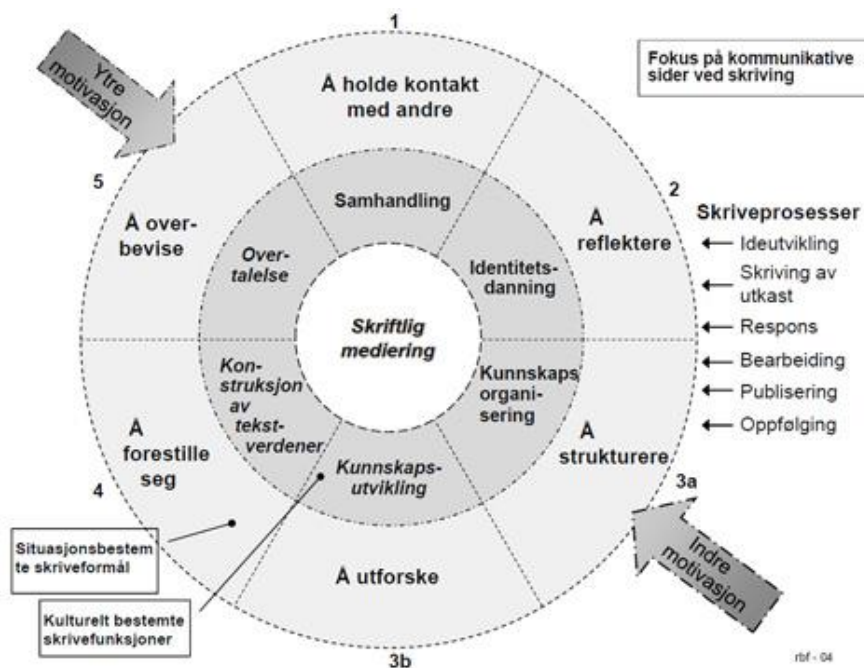 1
Å holde kontakt
med andre
Fokus på kommunikative
sider ved skriving
Ytre
motivasjon
5
Å over-
bevise
Samhandling
2
Å
reflektere
Skriveprosesser
Ideutvikling
Skriving av
utkast
Respons
Bearbeiding
Publisering
Oppfølging
Over-
talelse
Identitets-
danning
Skriftlig
mediering
Kon-
struksjon
av
tekst-
verdener
Kunnskaps
organi-
sering
Å
forestille
seg
4
Kunnskaps-
utvikling
Å
strukturere
3a
Indre
motivasjon
Situasjonsbestem
te skriveformål
Å utforske
Kulturelt bestemte
skrivefunksjoner
3b
rbf - 04